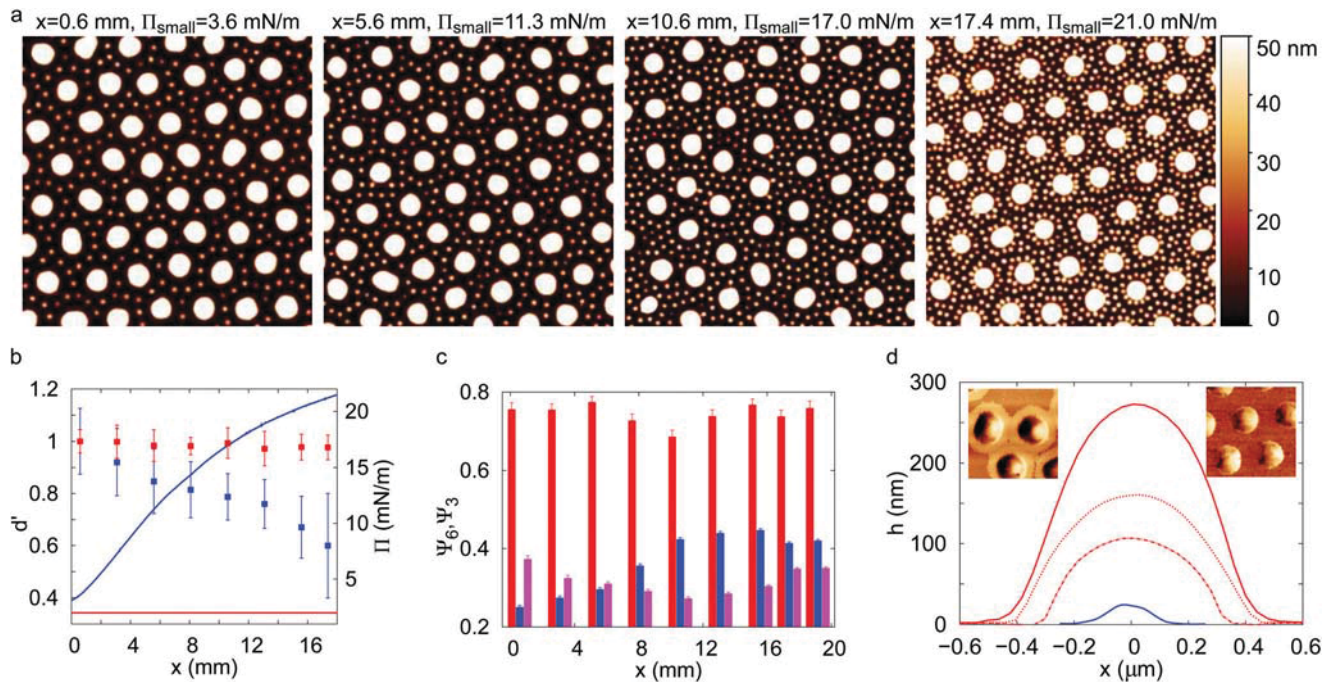 a
x=0.6 mm, Πsmall=3.6 mN/m
x=5.6 mm, Πsmall=11.3 mN/m
x=10.6 mm, Πsmall=17.0 mN/m
x=17.4 mm, Πsmall=21.0 mN/m
50 nm
40
30
20
10
0
b
1.2
1
0.8
0.6
0.4
d'
20
15
10
5
Π (mN/m)
0 4 8 12 16
x (mm)
c
0.8
0.6
0.4
0.2
Ψ6,Ψ3
0 4 8 12 16 20
x (mm)
d
300
200
100
0
h (nm)
−0.6 −0.4 −0.2 0 0.2 0.4 0.6
x (μm)